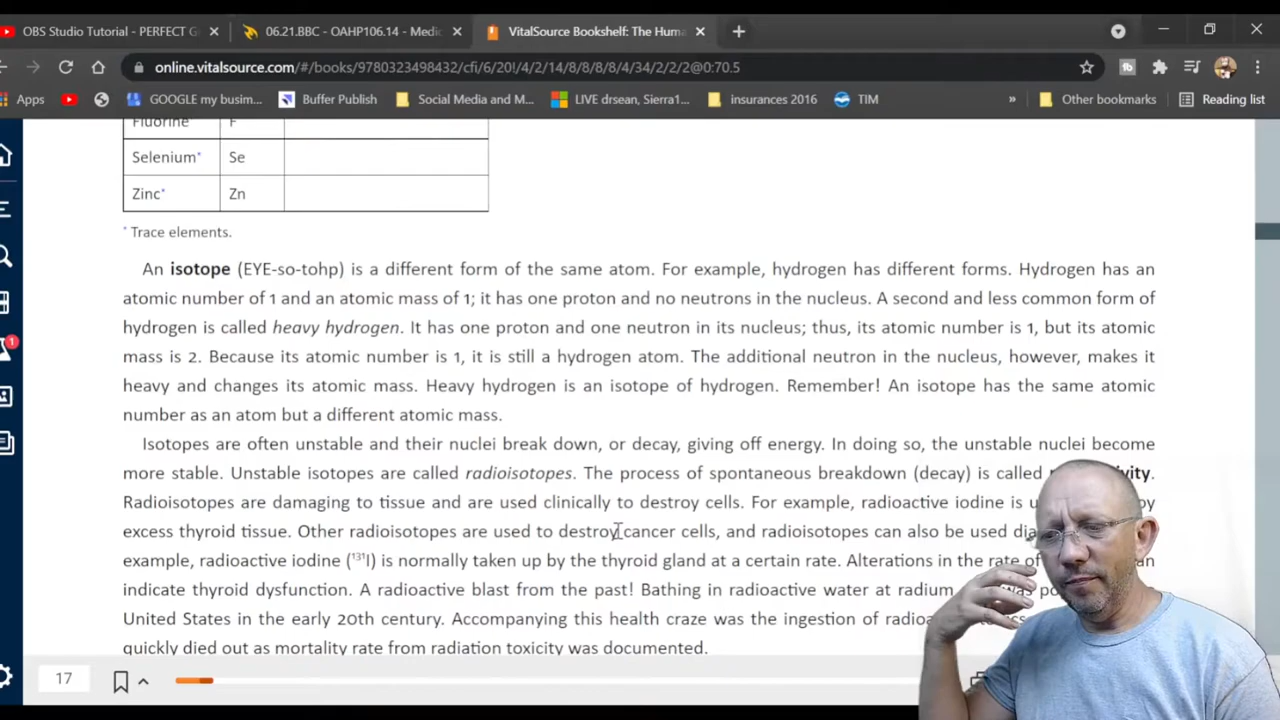 OBS Studio Tutorial - PERFECT G
06.21.BBC - OAHP106.14 - Medic
VitalSource Bookshelf: The Huma
online.vitalsource.com/#/books/9780323498432/cfi/6/20!/4/2/14/8/8/8/8/4/34/2/2/2@0:70.5
Apps
GOOGLE my busim...
Buffer Publish
Social Media and M...
LIVE drsean, Sierra1...
insurances 2016
TIM
»
Other bookmarks
Reading list
Fluorine F
Selenium* Se
Zinc* Zn
* Trace elements.
An isotope (EYE-so-tohp) is a different form of the same atom. For example, hydrogen has different forms. Hydrogen has an
atomic number of 1 and an atomic mass of 1; it has one proton and no neutrons in the nucleus. A second and less common form of
hydrogen is called heavy hydrogen. It has one proton and one neutron in its nucleus; thus, its atomic number is 1, but its atomic
mass is 2. Because its atomic number is 1, it is still a hydrogen atom. The additional neutron in the nucleus, however, makes it
heavy and changes its atomic mass. Heavy hydrogen is an isotope of hydrogen. Remember! An isotope has the same atomic
number as an atom but a different atomic mass.
Isotopes are often unstable and their nuclei break down, or decay, giving off energy. In doing so, the unstable nuclei become
more stable. Unstable isotopes are called radioisotopes. The process of spontaneous breakdown (decay) is called
Radioisotopes are damaging to tissue and are used clinically to destroy cells. For example, radioactive iodine is
excess thyroid tissue. Other radioisotopes are used to destroy cancer cells, and radioisotopes can also be used
example, radioactive iodine (¹³¹I) is normally taken up by the thyroid gland at a certain rate. Alterations in the rate of
indicate thyroid dysfunction. A radioactive blast from the past! Bathing in radioactive water at radium was
United States in the early 20th century. Accompanying this health craze was the ingestion of
quickly died out as mortality rate from radiation toxicity was documented.
1
17